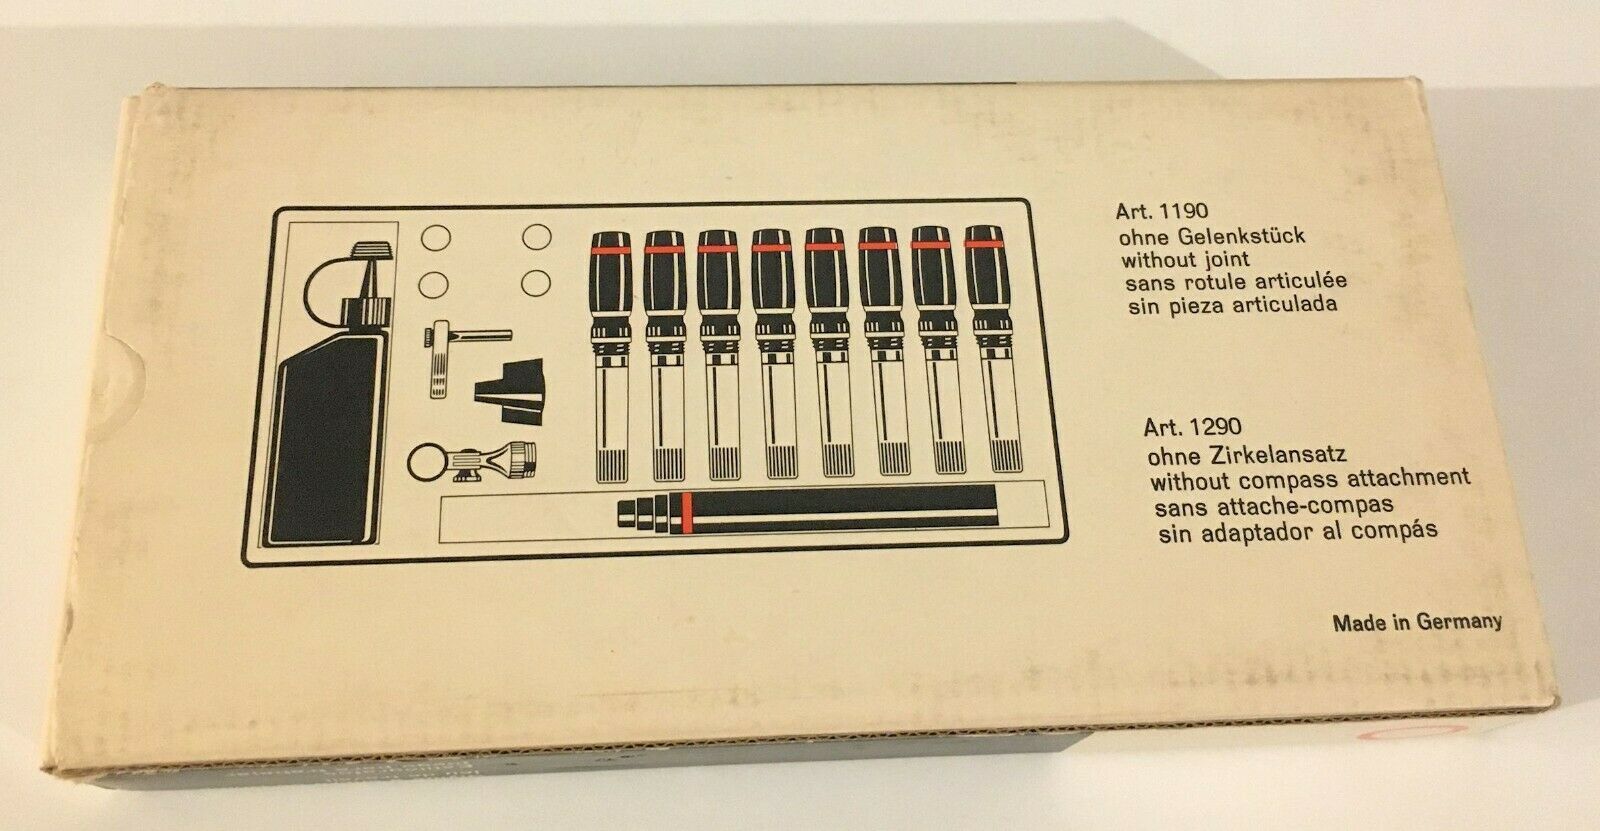 Art. 1190
ohne Gelenkstück
without joint
sans rotule articulée
sin pieza articulada
Art. 1290
ohne Zirkelansatz
without compass attachment
sans attache-compas
sin adaptador al compás
Made in Germany